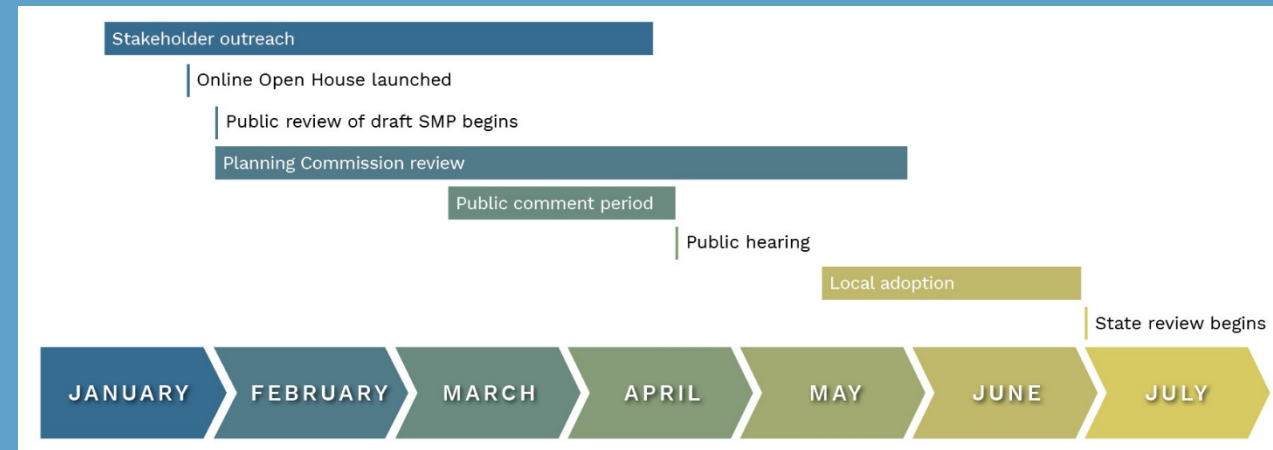 Stakeholder outreach
Online Open House launched
Public review of draft SMP begins
Planning Commission review
Public comment period
Public hearing
Local adoption
State review begins
JANUARY FEBRUARY MARCH APRIL MAY JUNE JULY